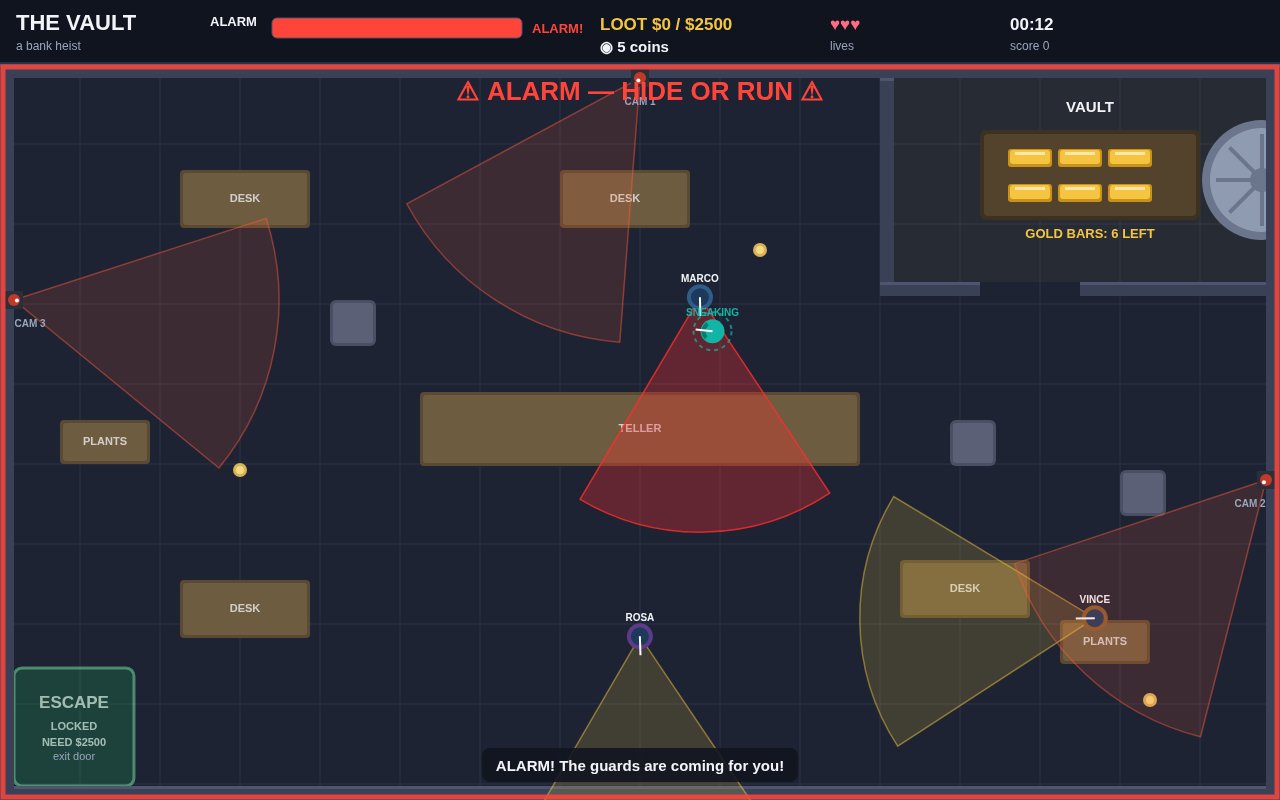 THE VAULT
a bank heist
ALARM
ALARM!
LOOT $0 / $2500
◉ 5 coins
♥♥♥
lives
00:12
score 0
⚠ ALARM — HIDE OR RUN ⚠
CAM 1
VAULT
GOLD BARS: 6 LEFT
DESK
DESK
MARCO
SNEAKING
CAM 3
TELLER
PLANTS
CAM 2
DESK
DESK
VINCE
ROSA
PLANTS
ESCAPE
LOCKED
NEED $2500
exit door
ALARM! The guards are coming for you!